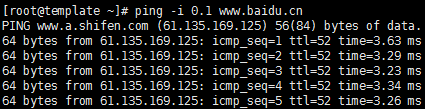 [root@template ~]# ping -i 0.1 www.baidu.cn
PING www.a.shifen.com (61.135.169.125) 56(84) bytes of data.
64 bytes from 61.135.169.125: icmp_seq=1 ttl=52 time=3.63 ms
64 bytes from 61.135.169.125: icmp_seq=2 ttl=52 time=3.29 ms
64 bytes from 61.135.169.125: icmp_seq=3 ttl=52 time=3.23 ms
64 bytes from 61.135.169.125: icmp_seq=4 ttl=52 time=3.34 ms
64 bytes from 61.135.169.125: icmp_seq=5 ttl=52 time=3.26 ms